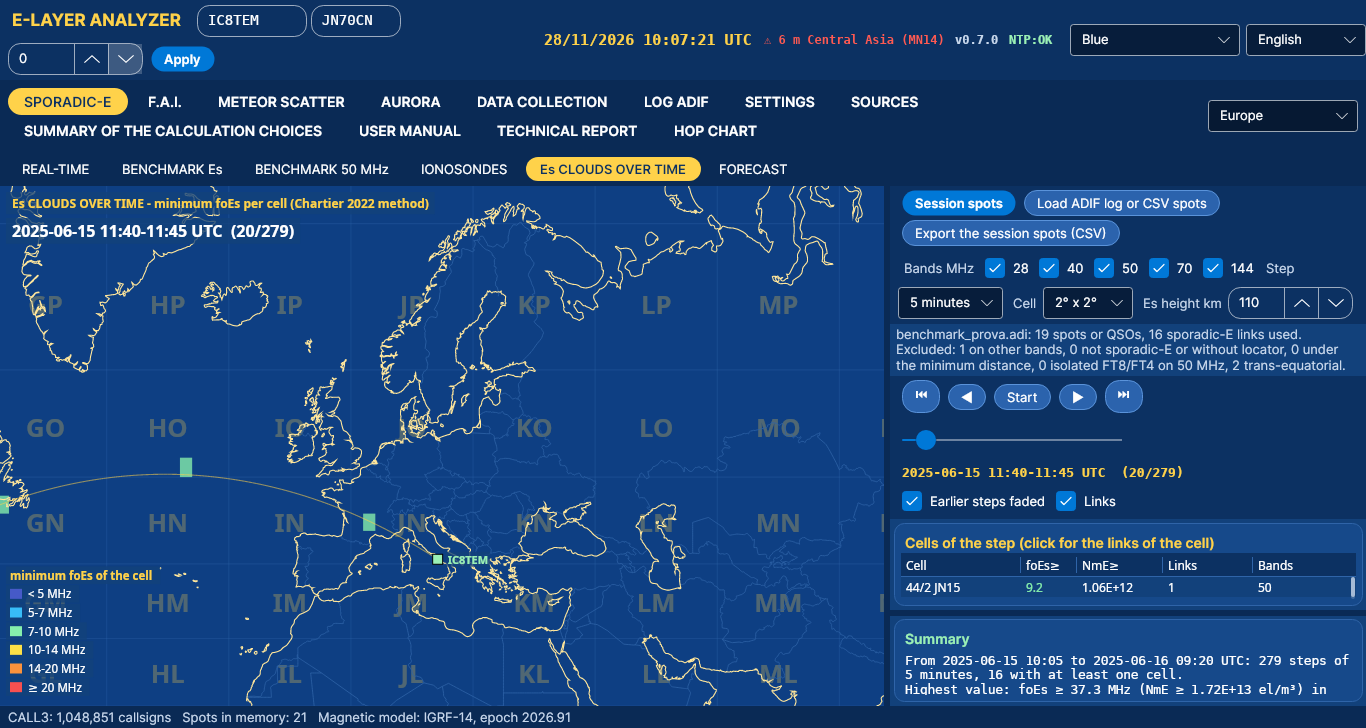 E-LAYER ANALYZER
IC8TEM
JN70CN
28/11/2026 10:07:21 UTC
⚠ 6 m Central Asia (MN14)
v0.7.0
NTP:OK
Blue
English
0
Apply
SPORADIC-E
F.A.I.
METEOR SCATTER
AURORA
DATA COLLECTION
LOG ADIF
SETTINGS
SOURCES
SUMMARY OF THE CALCULATION CHOICES
USER MANUAL
TECHNICAL REPORT
HOP CHART
Europe
REAL-TIME
BENCHMARK Es
BENCHMARK 50 MHz
IONOSONDES
Es CLOUDS OVER TIME
FORECAST
Es CLOUDS OVER TIME - minimum foEs per cell (Chartier 2022 method)
2025-06-15 11:40-11:45 UTC (20/279)
GP
HP
IP
JP
KP
LP
MP
GO
HO
IO
JO
KO
LO
MO
GN
HN
IN
JN
KN
LN
MN
IC8TEM
HM
IM
JM
KM
LM
MM
HL
IL
JL
KL
LL
ML
minimum foEs of the cell
< 5 MHz
5-7 MHz
7-10 MHz
10-14 MHz
14-20 MHz
≥ 20 MHz
Session spots
Load ADIF log or CSV spots
Export the session spots (CSV)
Bands MHz
28
40
50
70
144
Step
5 minutes
Cell
2° x 2°
Es height km
110
benchmark_prova.adi: 19 spots or QSOs, 16 sporadic-E links used.
Excluded: 1 on other bands, 0 not sporadic-E or without locator, 0 under
the minimum distance, 0 isolated FT8/FT4 on 50 MHz, 2 trans-equatorial.
Start
2025-06-15 11:40-11:45 UTC (20/279)
Earlier steps faded
Links
Cells of the step (click for the links of the cell)
Cell
foEs≥
NmE≥
Links
Bands
44/2 JN15
9.2
1.06E+12
1
50
Summary
From 2025-06-15 10:05 to 2025-06-16 09:20 UTC: 279 steps of
5 minutes, 16 with at least one cell.
Highest value: foEs ≥ 37.3 MHz (NmE ≥ 1.72E+13 el/m³) in
CALL3: 1,048,851 callsigns
Spots in memory: 21
Magnetic model: IGRF-14, epoch 2026.91